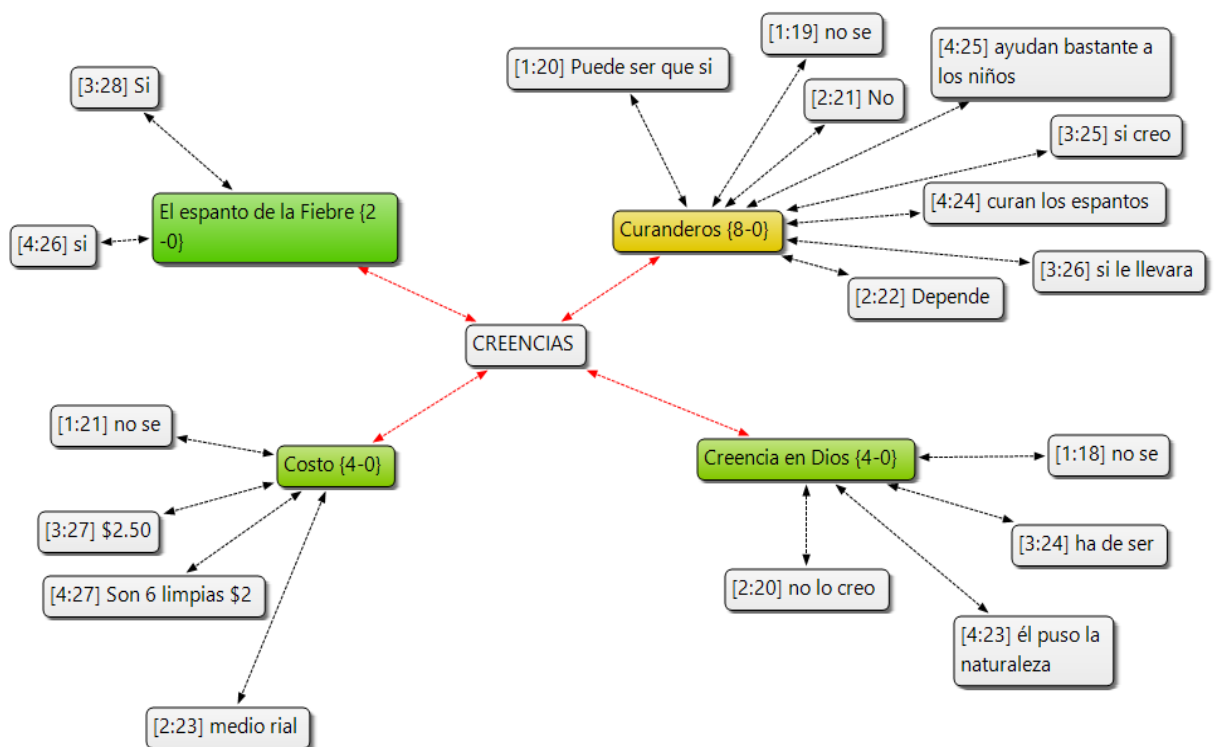 [1:19] no se
[4:25] ayudan bastante a
los niños
[1:20] Puede ser que si
[3:28] Si
[2:21] No
[3:25] si creo
El espanto de la Fiebre {2
-0}
[4:24] curan los espantos
Curanderos {8-0}
[4:26] si
[3:26] si le llevara
[2:22] Depende
CREENCIAS
[1:21] no se
Costo {4-0}
Creencia en Dios {4-0}
[1:18] no se
[3:27] $2.50
[3:24] ha de ser
[4:27] Son 6 limpias $2
[2:20] no lo creo
[4:23] él puso la
naturaleza
[2:23] medio rial